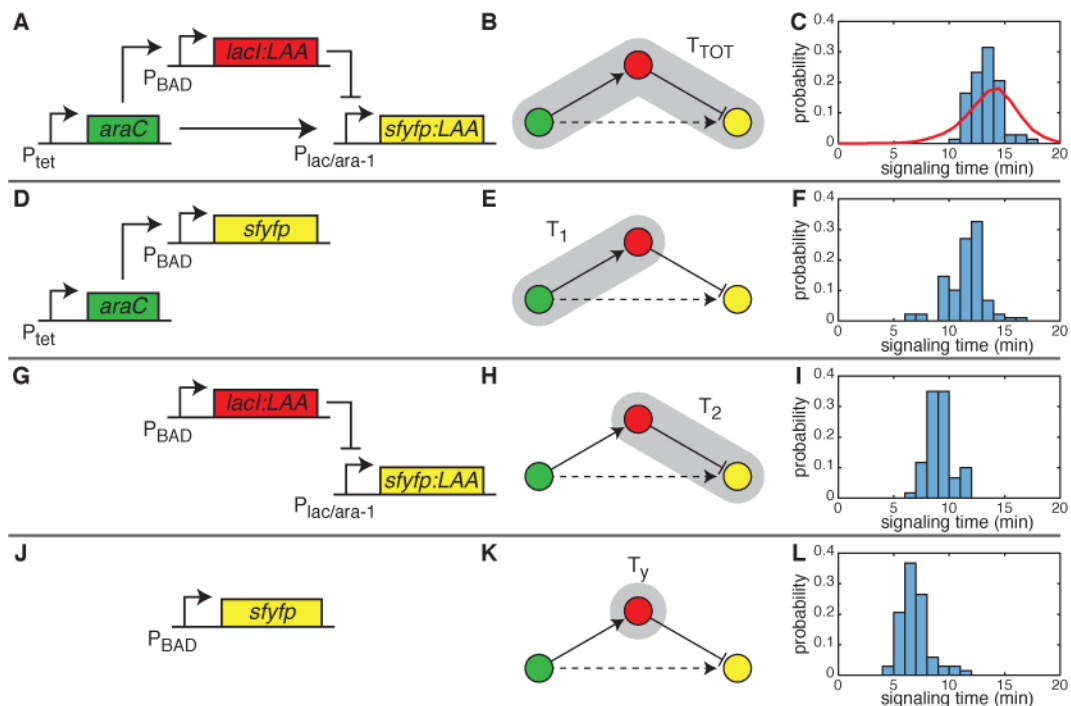 A
lacI:LAA
P_BAD
araC
P_tet
sfyfp:LAA
P_lac/ara-1
B
T_TOT
C
probability
0.4
0.3
0.2
0.1
0
0 5 10 15 20
signaling time (min)
D
sfyfp
P_BAD
araC
P_tet
E
T_1
F
probability
0.4
0.3
0.2
0.1
0
0 5 10 15 20
signaling time (min)
G
lacI:LAA
P_BAD
sfyfp:LAA
P_lac/ara-1
H
T_2
I
probability
0.4
0.3
0.2
0.1
0
0 5 10 15 20
signaling time (min)
J
sfyfp
P_BAD
K
T_y
L
probability
0.4
0.3
0.2
0.1
0
0 5 10 15 20
signaling time (min)